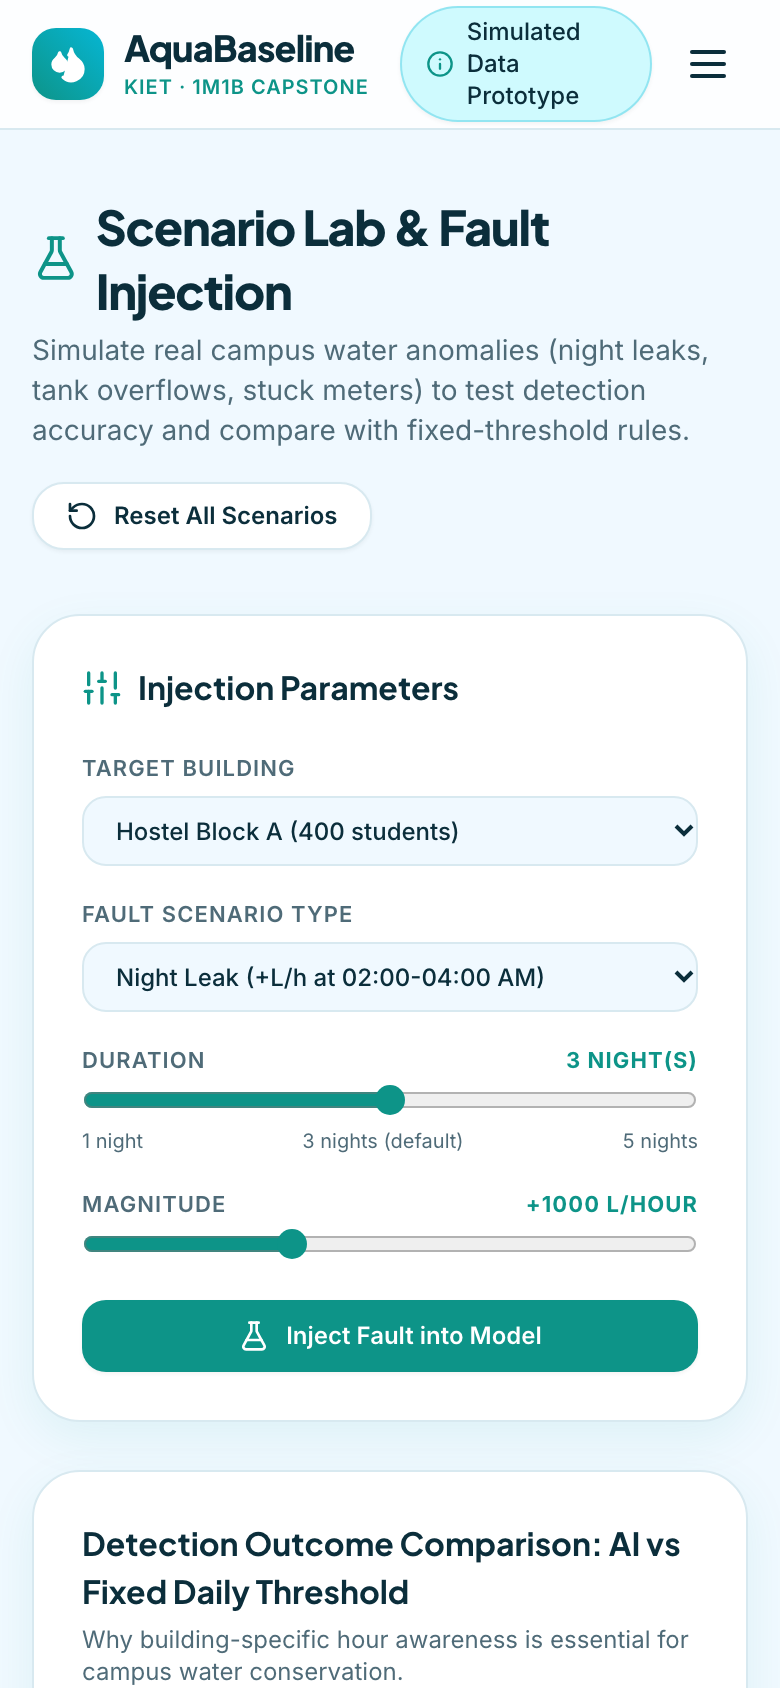 AquaBaseline
KIET · 1M1B CAPSTONE
Simulated
Data
Prototype
Scenario Lab & Fault
Injection
Simulate real campus water anomalies (night leaks,
tank overflows, stuck meters) to test detection
accuracy and compare with fixed-threshold rules.
Reset All Scenarios
Injection Parameters
TARGET BUILDING
Hostel Block A (400 students)
FAULT SCENARIO TYPE
Night Leak (+L/h at 02:00-04:00 AM)
DURATION 3 NIGHT(S)
1 night 3 nights (default) 5 nights
MAGNITUDE +1000 L/HOUR
Inject Fault into Model
Detection Outcome Comparison: AI vs
Fixed Daily Threshold
Why building-specific hour awareness is essential for
campus water conservation.